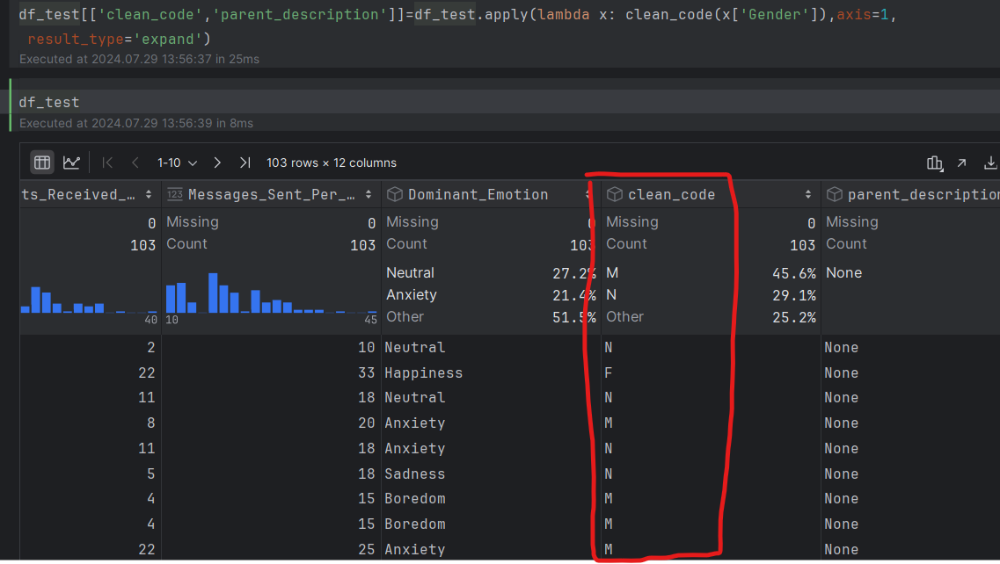 df_test[['clean_code','parent_description']]=df_test.apply(lambda x: clean_code(x['Gender']),axis=1,
result_type='expand')
Executed at 2024.07.29 13:56:37 in 25ms
df_test
Executed at 2024.07.29 13:56:39 in 8ms
1-10 103 rows × 12 columns
ts_Received_… 123 Messages_Sent_Per_… Dominant_Emotion clean_code parent_description
0 Missing 0 Missing 0 Missing 0 Missing
103 Count 103 Count 103 Count 103 Count
Neutral 27.2% M 45.6% None
Anxiety 21.4% N 29.1%
40 10 45 Other 51.5% Other 25.2%
2 10 Neutral N None
22 33 Happiness F None
11 18 Neutral N None
8 20 Anxiety M None
11 18 Anxiety N None
5 18 Sadness N None
4 15 Boredom M None
4 15 Boredom M None
22 25 Anxiety M None